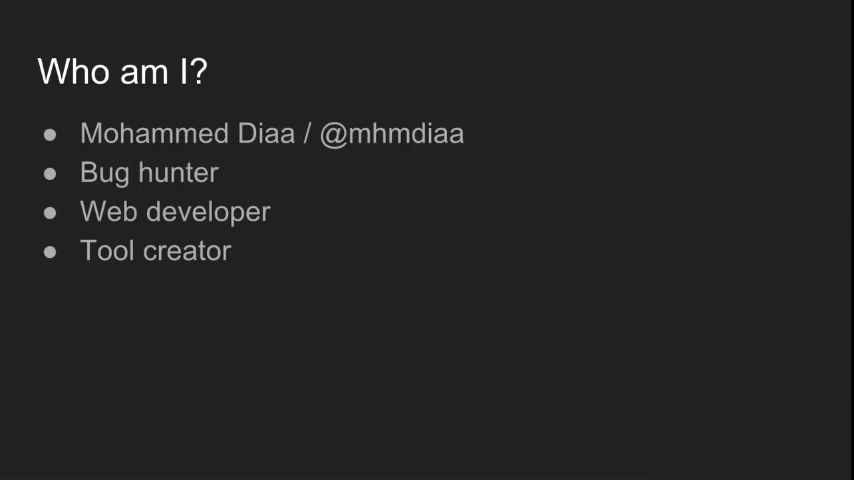 Who am I?
● Mohammed Diaa / @mhmdiaa
● Bug hunter
● Web developer
● Tool creator